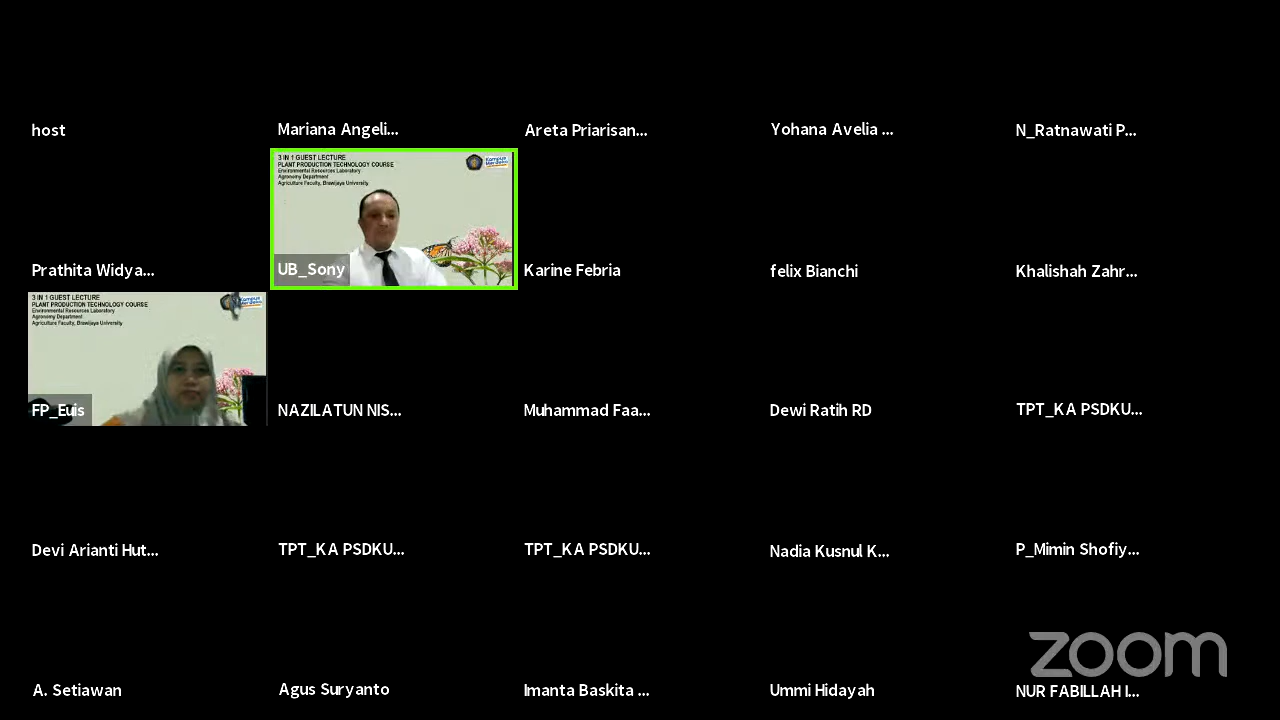 host
Mariana Angeli...
Areta Priarisan...
Yohana Avelia ...
N_Ratnawati P...
3 IN 1 GUEST LECTURE
PLANT PRODUCTION TECHNOLOGY COURSE
Environmental Resources Laboratory
Agronomy Department
Agriculture Faculty, Brawijaya University
Kampus
Merdeka
Prathita Widya...
UB_Sony
Karine Febria
felix Bianchi
Khalishah Zahr...
3 IN 1 GUEST LECTURE
PLANT PRODUCTION TECHNOLOGY COURSE
Environmental Resources Laboratory
Agronomy Department
Agriculture Faculty, Brawijaya University
Kampus
Merdeka
FP_Euis
NAZILATUN NIS...
Muhammad Faa...
Dewi Ratih RD
TPT_KA PSDKU...
Devi Arianti Hut...
TPT_KA PSDKU...
TPT_KA PSDKU...
Nadia Kusnul K...
P_Mimin Shofiy...
zoom
A. Setiawan
Agus Suryanto
Imanta Baskita ...
Ummi Hidayah
NUR FABILLAH I...